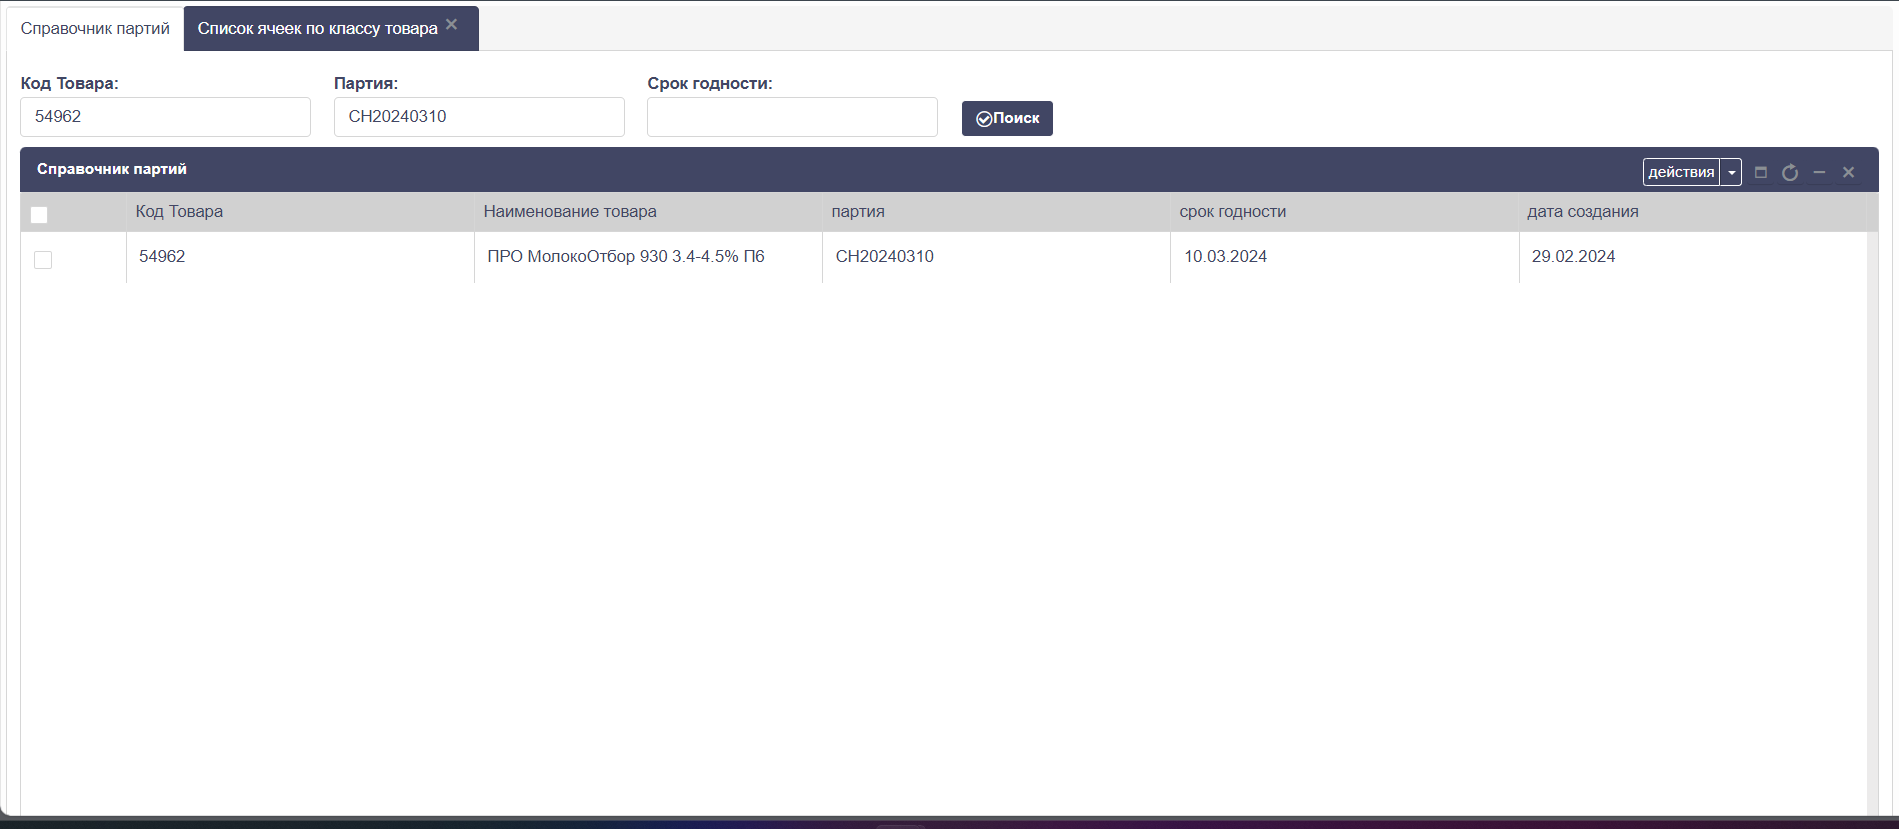 Справочник партий
Список ячеек по классу товара
Код Товара:
Партия:
Срок годности:
54962
CH20240310
Поиск
Справочник партий
действия
Код Товара
Наименование товара
партия
срок годности
дата создания
54962
ПРО МолокоОтбор 930 3.4-4.5% П6
CH20240310
10.03.2024
29.02.2024